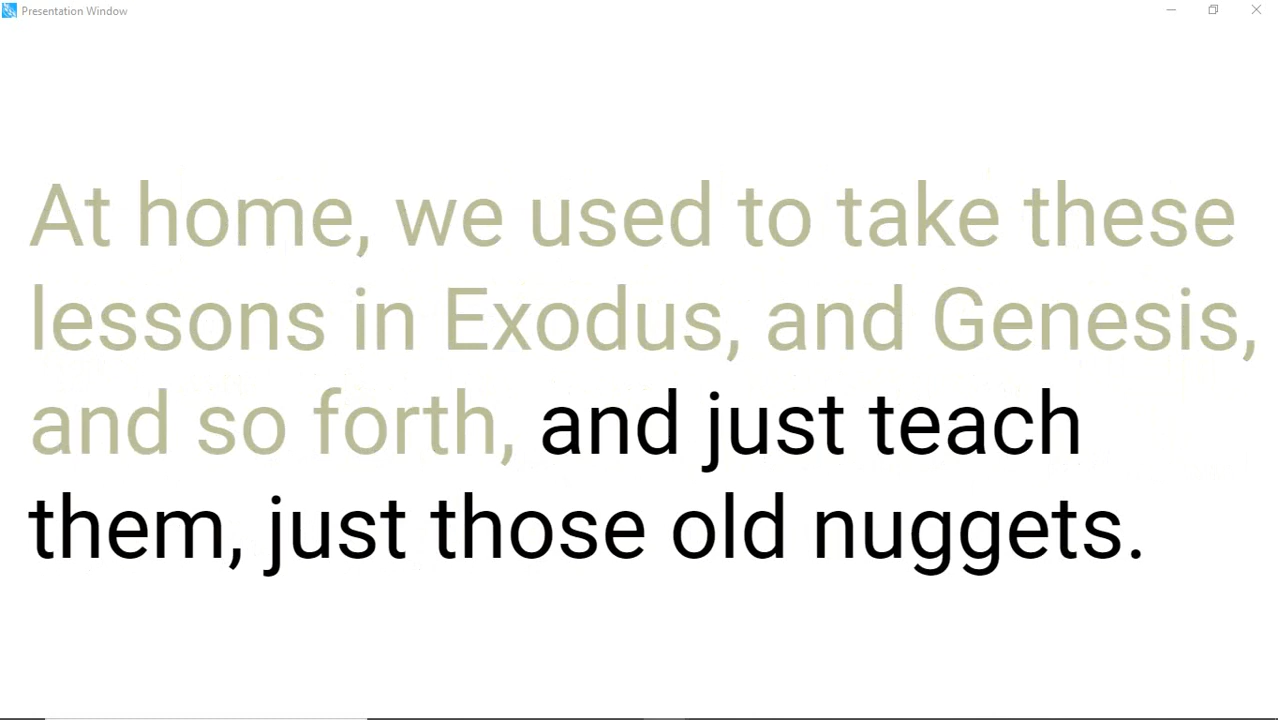 Presentation Window
At home, we used to take these
lessons in Exodus, and Genesis,
and so forth, and just teach
them, just those old nuggets.